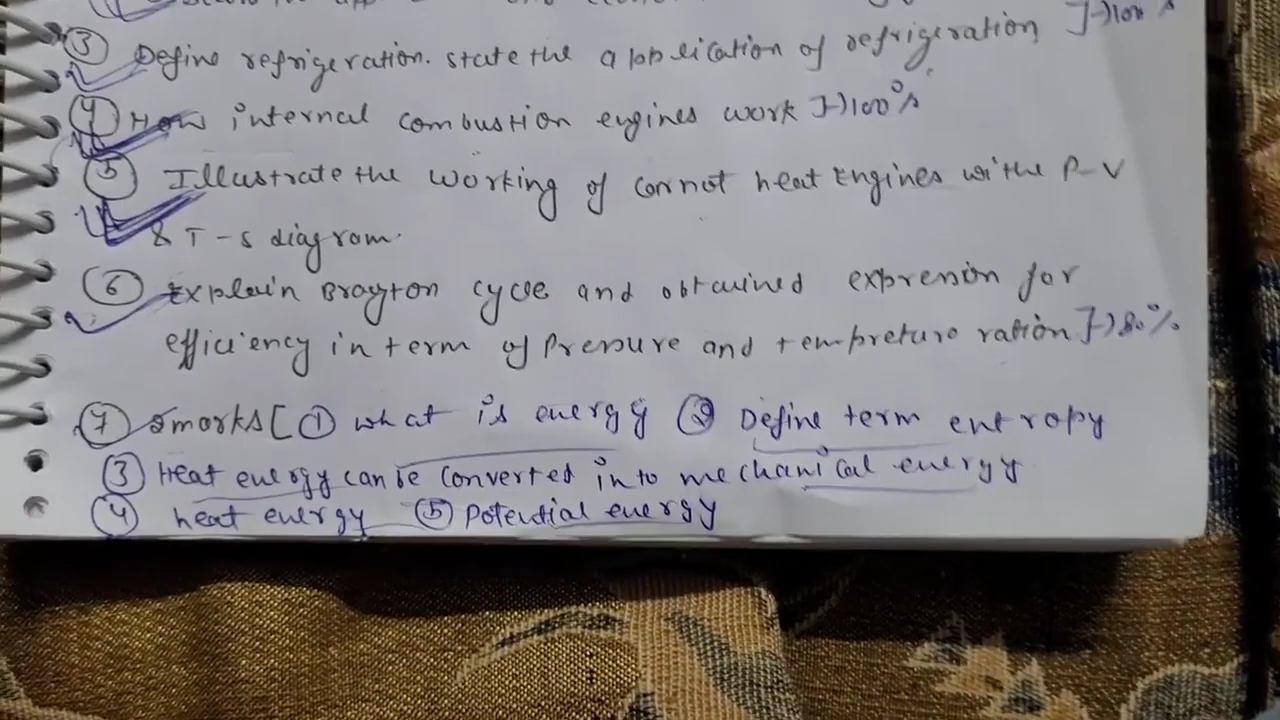 ③ Define refrigeration. state the application of refrigeration ]→100%
④ How internal combustion engines work ]→100%
⑤ Illustrate the working of Carnot heat Engines withe P-V
& T-S diagram.
⑥ Explain Brayton cycle and obtained expression for
efficiency in term of Pressure and tempreture ration ]→80%
⑦ 2marks [ ① what is energy ② Define term entropy
③ Heat energy can be converted into mechanical energy
④ heat energy ⑤ Potential energy